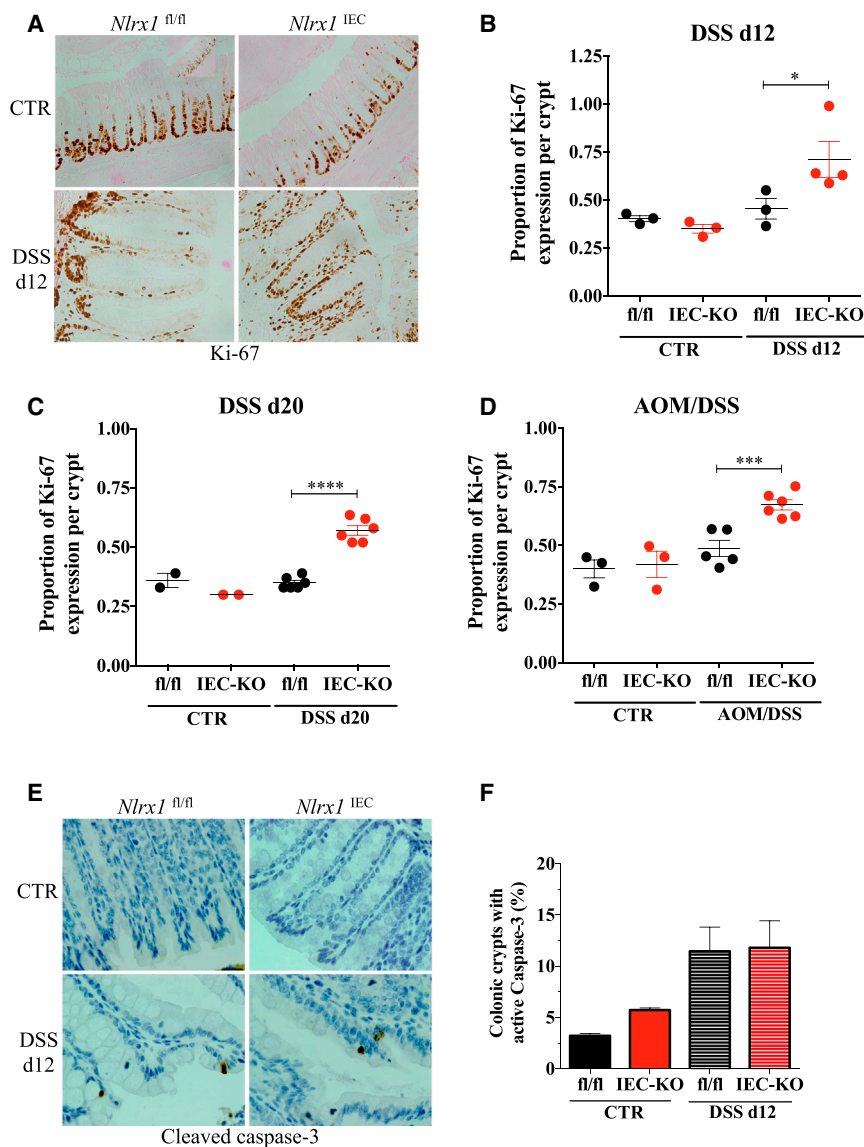 A
Nlrx1 fl/fl
Nlrx1 IEC
CTR
DSS
d12
Ki-67
B
DSS d12
Proportion of Ki-67
expression per crypt
1.25
1.00
0.75
0.50
0.25
0.00
*
fl/fl IEC-KO fl/fl IEC-KO
CTR DSS d12
C
DSS d20
Proportion of Ki-67
expression per crypt
1.00
0.75
0.50
0.25
0.00
****
fl/fl IEC-KO fl/fl IEC-KO
CTR DSS d20
D
AOM/DSS
Proportion of Ki-67
expression per crypt
1.00
0.75
0.50
0.25
0.00
***
fl/fl IEC-KO fl/fl IEC-KO
CTR AOM/DSS
E
Nlrx1 fl/fl
Nlrx1 IEC
CTR
DSS
d12
Cleaved caspase-3
F
Colonic crypts with
active Caspase-3 (%)
20
15
10
5
0
fl/fl IEC-KO fl/fl IEC-KO
CTR DSS d12